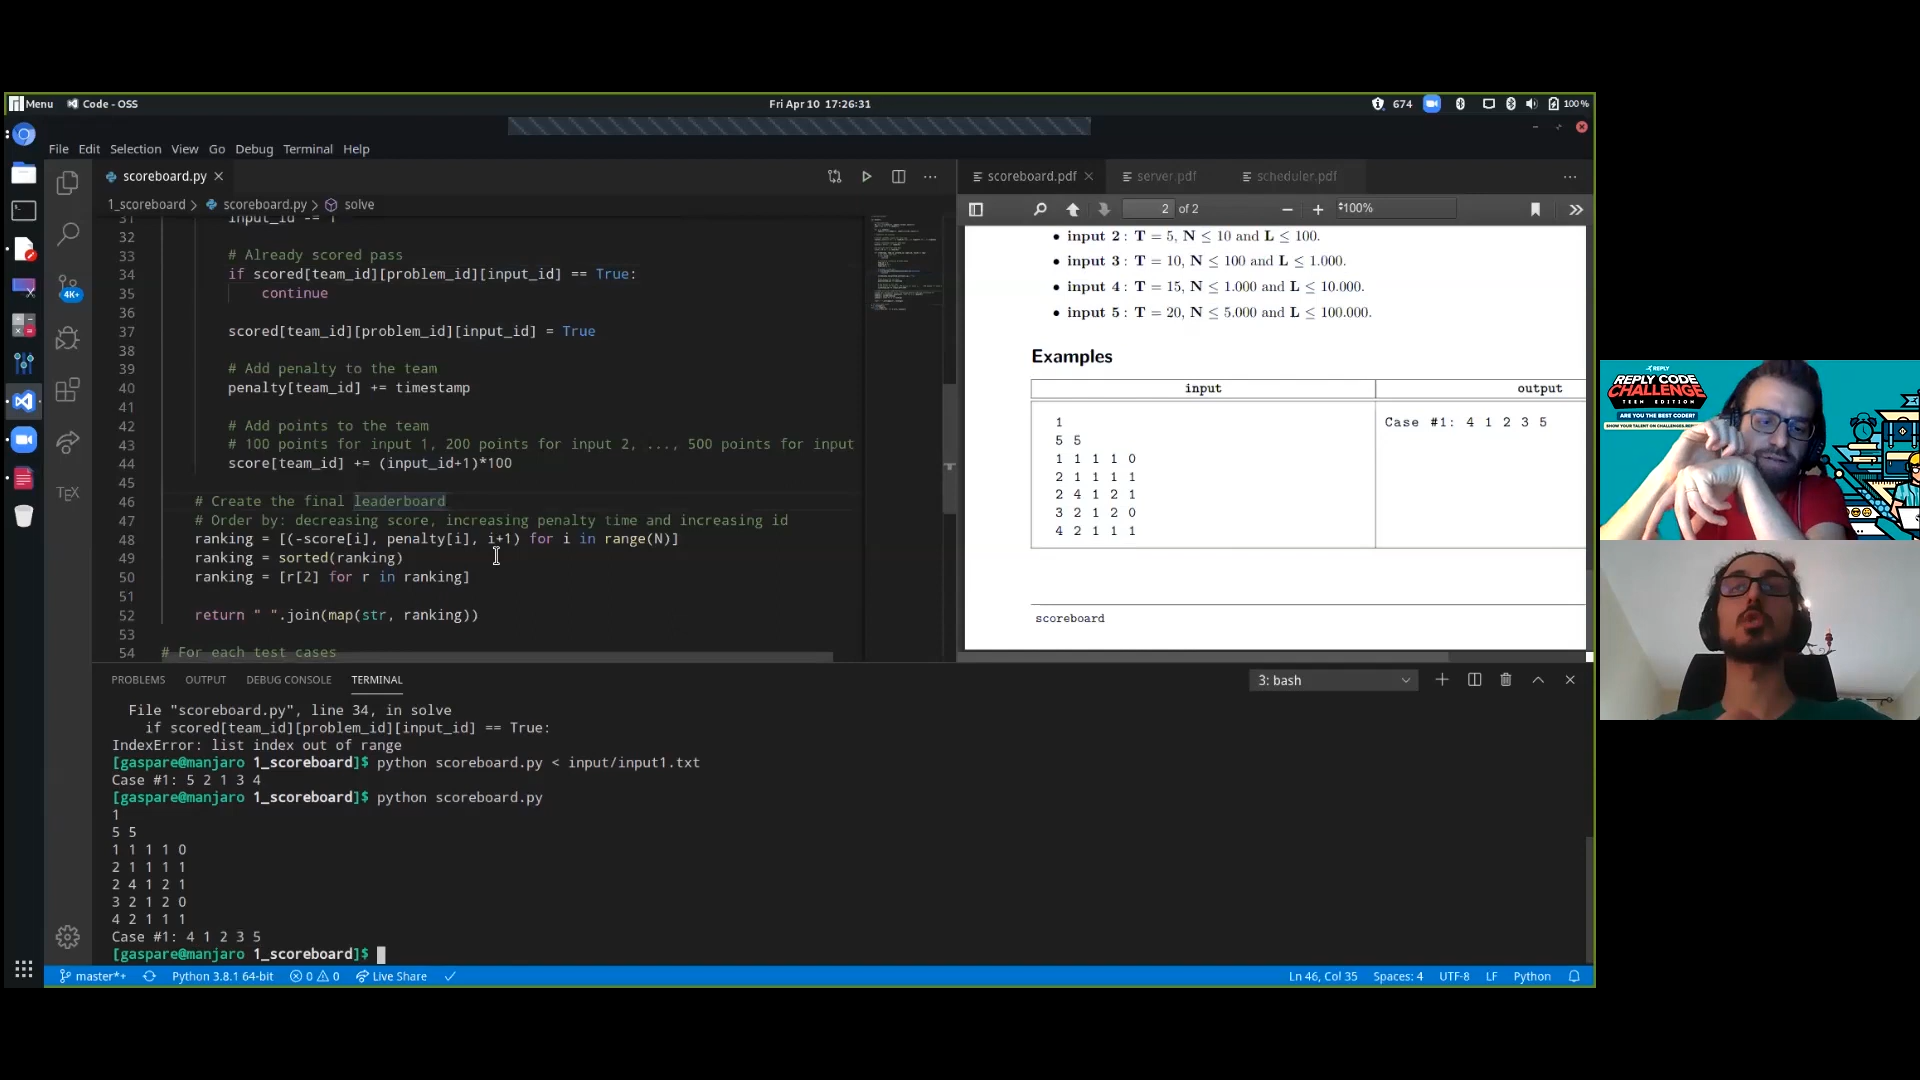 Menu Code - OSS Fri Apr 10 17:26:31 674 100 %
File Edit Selection View Go Debug Terminal Help
scoreboard.py
1_scoreboard > scoreboard.py > solve
31 input_id -= 1
32
33 # Already scored pass
34 if scored[team_id][problem_id][input_id] == True:
35 continue
36
37 scored[team_id][problem_id][input_id] = True
38
39 # Add penalty to the team
40 penalty[team_id] += timestamp
41
42 # Add points to the team
43 # 100 points for input 1, 200 points for input 2, ..., 500 points for input
44 score[team_id] += (input_id+1)*100
45
46 # Create the final leaderboard
47 # Order by: decreasing score, increasing penalty time and increasing id
48 ranking = [(-score[i], penalty[i], i+1) for i in range(N)]
49 ranking = sorted(ranking)
50 ranking = [r[2] for r in ranking]
51
52 return " ".join(map(str, ranking))
53
54 # For each test cases
4K+
TEX
scoreboard.pdf server.pdf scheduler.pdf
2 of 2 100%
• input 2 : T = 5, N ≤ 10 and L ≤ 100.
• input 3 : T = 10, N ≤ 100 and L ≤ 1.000.
• input 4 : T = 15, N ≤ 1.000 and L ≤ 10.000.
• input 5 : T = 20, N ≤ 5.000 and L ≤ 100.000.
Examples
input output
1
5 5
1 1 1 1 0
2 1 1 1 1
2 4 1 2 1
3 2 1 2 0
4 2 1 1 1
Case #1: 4 1 2 3 5
scoreboard
PROBLEMS OUTPUT DEBUG CONSOLE TERMINAL 3: bash
File "scoreboard.py", line 34, in solve
if scored[team_id][problem_id][input_id] == True:
IndexError: list index out of range
[gaspare@manjaro 1_scoreboard]$ python scoreboard.py < input/input1.txt
Case #1: 5 2 1 3 4
[gaspare@manjaro 1_scoreboard]$ python scoreboard.py
1
5 5
1 1 1 1 0
2 1 1 1 1
2 4 1 2 1
3 2 1 2 0
4 2 1 1 1
Case #1: 4 1 2 3 5
[gaspare@manjaro 1_scoreboard]$
master*+ Python 3.8.1 64-bit 0 0 Live Share Ln 46, Col 35 Spaces: 4 UTF-8 LF Python
REPLY
REPLY CODE
CHALLENGE
TEEN EDITION
ARE YOU THE BEST CODER?